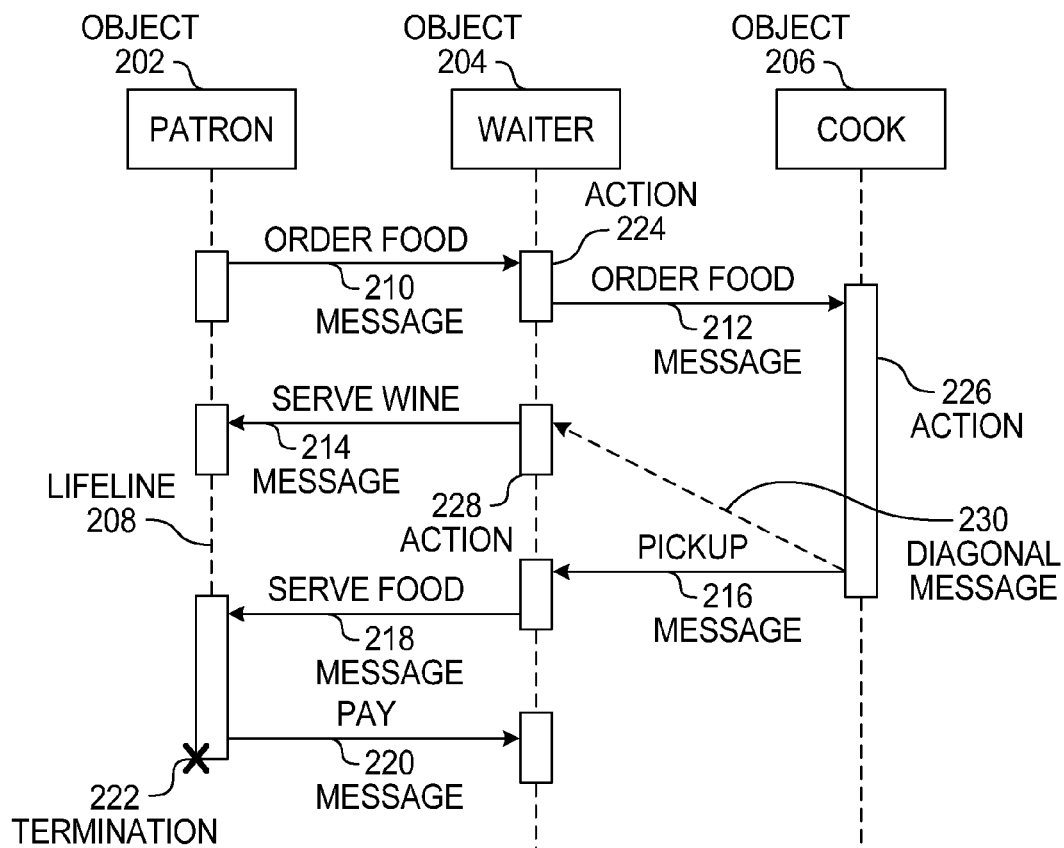 OBJECT
202
OBJECT
204
OBJECT
206
PATRON
WAITER
COOK
ACTION
224
ORDER FOOD
210
MESSAGE
ORDER FOOD
212
MESSAGE
226
ACTION
SERVE WINE
214
MESSAGE
LIFELINE
208
228
ACTION
230
DIAGONAL
MESSAGE
PICKUP
216
MESSAGE
SERVE FOOD
218
MESSAGE
PAY
220
MESSAGE
222
TERMINATION